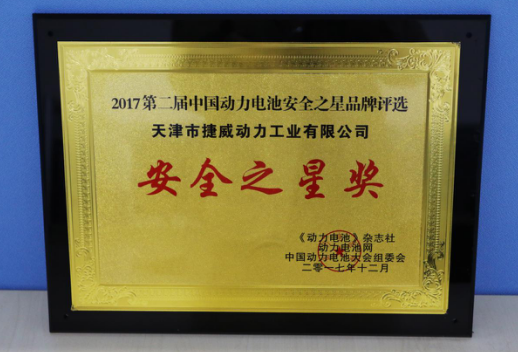 2017第二届中国动力电池安全之星品牌评选
天津市捷威动力工业有限公司
安全之星奖
《动力电池》杂志社
动力电池网
中国动力电池大会组委会
二零一七年十二月